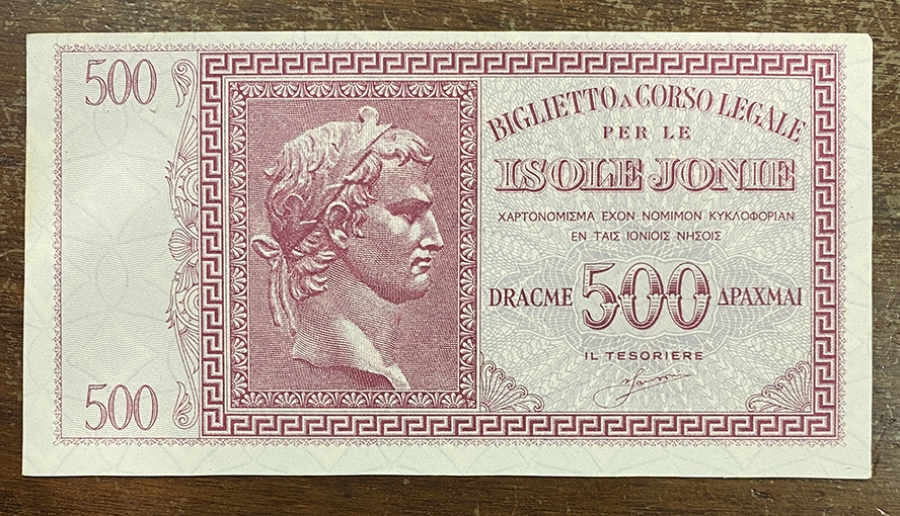 500
BIGLIETTO A CORSO LEGALE
PER LE
ISOLE JONIE
ΧΑΡΤΟΝΟΜΙΣΜΑ ΕΧΟΝ ΝΟΜΙΜΟΝ ΚΥΚΛΟΦΟΡΙΑΝ
ΕΝ ΤΑΙΣ ΙΟΝΙΟΙΣ ΝΗΣΟΙΣ
DRACME 500 ΔΡΑΧΜΑΙ
IL TESORIERE
500